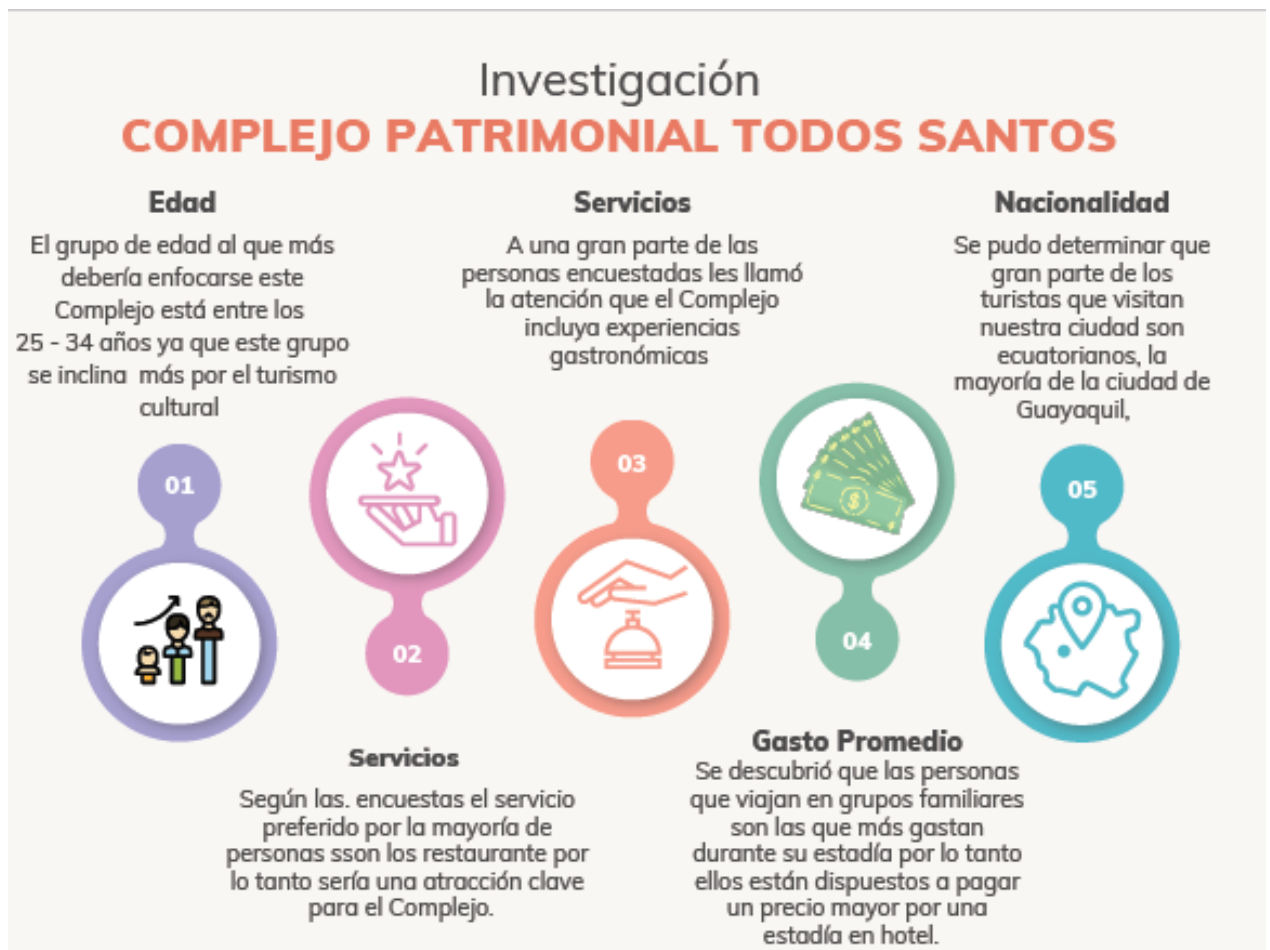 Investigación
COMPLEJO PATRIMONIAL TODOS SANTOS
Edad
El grupo de edad al que más
debería enfocarse este
Complejo está entre los
25 - 34 años ya que este grupo
se inclina más por el turismo
cultural
01
Servicios
Según las. encuestas el servicio
preferido por la mayoría de
personas sson los restaurante por
lo tanto sería una atracción clave
para el Complejo.
02
Servicios
A una gran parte de las
personas encuestadas les llamó
la atención que el Complejo
incluya experiencias
gastronómicas
03
Gasto Promedio
Se descubrió que las personas
que viajan en grupos familiares
son las que más gastan
durante su estadía por lo tanto
ellos están dispuestos a pagar
un precio mayor por una
estadía en hotel.
04
$
Nacionalidad
Se pudo determinar que
gran parte de los
turistas que visitan
nuestra ciudad son
ecuatorianos, la
mayoría de la ciudad de
Guayaquil,
05